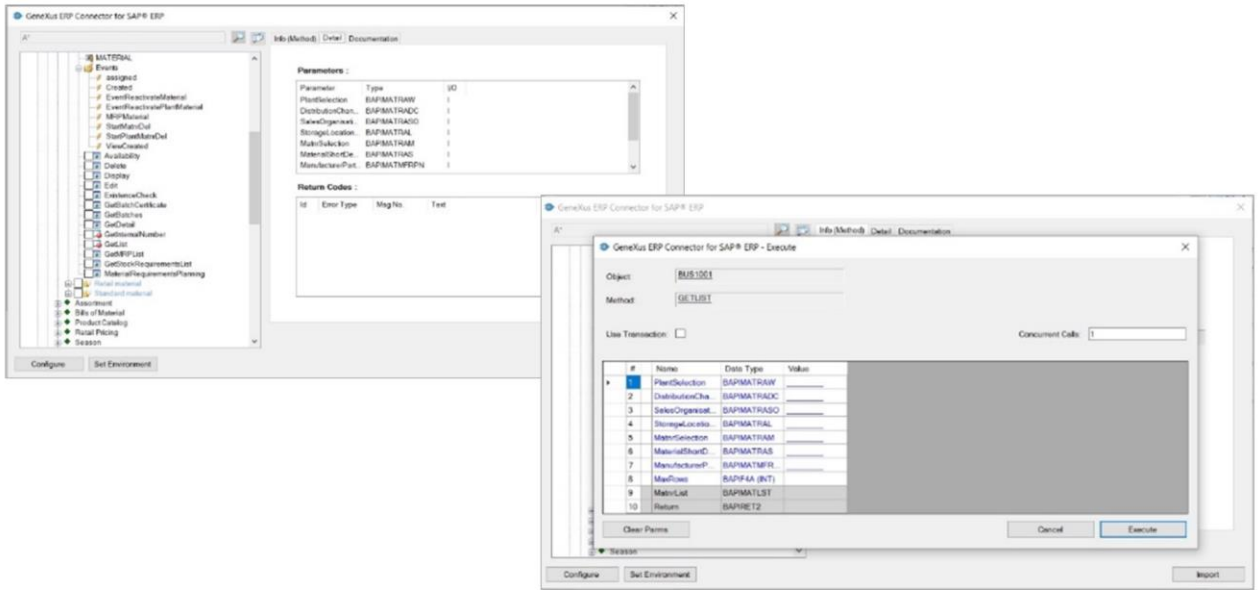 GeneXus ERP Connector for SAP® ERP
A*
Info (Method) Detail Documentation
MATERIAL
Events
assigned
Created
EventReactivateMaterial
EventReactivatePlantMaterial
MRPMaterial
StartMatnrDel
StartPlantMatnrDel
ViewCreated
Availability
Delete
Display
Edit
ExistenceCheck
GetBatchCertificate
GetBatches
GetDetail
GetInternalNumber
GetList
GetMRPList
GetStockRequirementsList
MaterialRequirementsPlanning
Retail material
Standard material
Assortment
Bills of Material
Product Catalog
Retail Pricing
Season
Parameters :
Parameter Type I/O
PlantSelection BAPIMATRAW I
DistributionChan... BAPIMATRADC I
SalesOrganisati... BAPIMATRASO I
StorageLocation... BAPIMATRAL I
MatnrSelection BAPIMATRAM I
MaterialShortDe... BAPIMATRAS I
ManufacturerPart... BAPIMATMFRPN I
Return Codes :
Id Error Type Msg No. Text
Configure Set Environment
GeneXus ERP Connector for SAP® ERP
A*
Info (Method) Detail Documentation
GeneXus ERP Connector for SAP® ERP - Execute
Object: BUS1001
Method: GETLIST
Use Transaction: Concurrent Calls: 1
# Name Data Type Value
1 PlantSelection BAPIMATRAW
2 DistributionCha... BAPIMATRADC
3 SalesOrganisat... BAPIMATRASO
4 StorageLocatio... BAPIMATRAL
5 MatnrSelection BAPIMATRAM
6 MaterialShortD... BAPIMATRAS
7 ManufacturerP... BAPIMATMFR...
8 MaxRows BAPIF4A (INT)
9 MatnrList BAPIMATLST
10 Return BAPIRET2
Clear Parms Cancel Execute
Season
Configure Set Environment Import